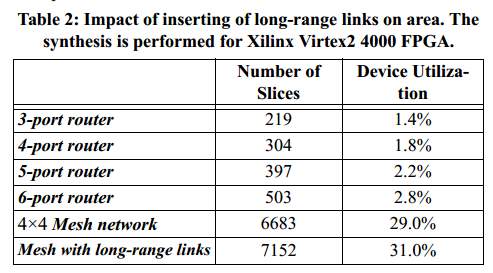 Table 2: Impact of inserting of long-range links on area. The
synthesis is performed for Xilinx Virtex2 4000 FPGA.
Number of Slices Device Utiliza-tion
3-port router 219 1.4%
4-port router 304 1.8%
5-port router 397 2.2%
6-port router 503 2.8%
4×4 Mesh network 6683 29.0%
Mesh with long-range links 7152 31.0%